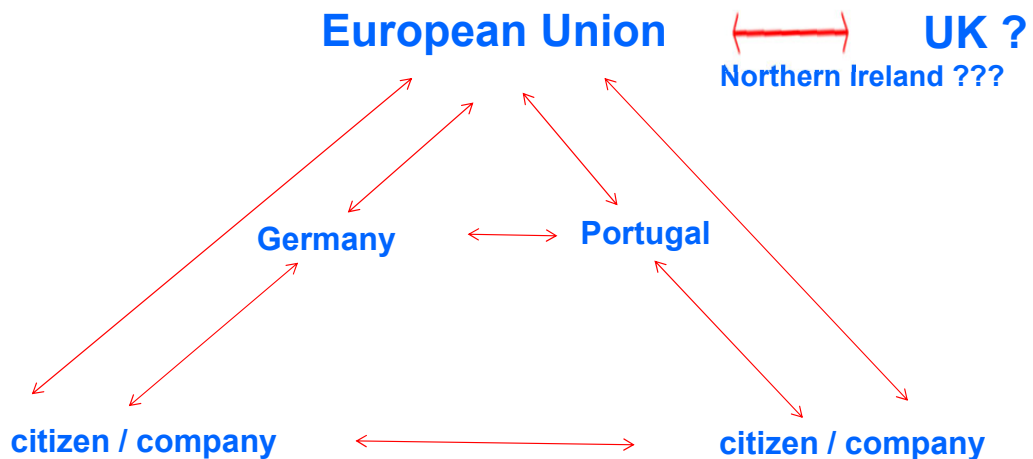 European Union
UK ?
Northern Ireland ???
Germany
Portugal
citizen / company
citizen / company